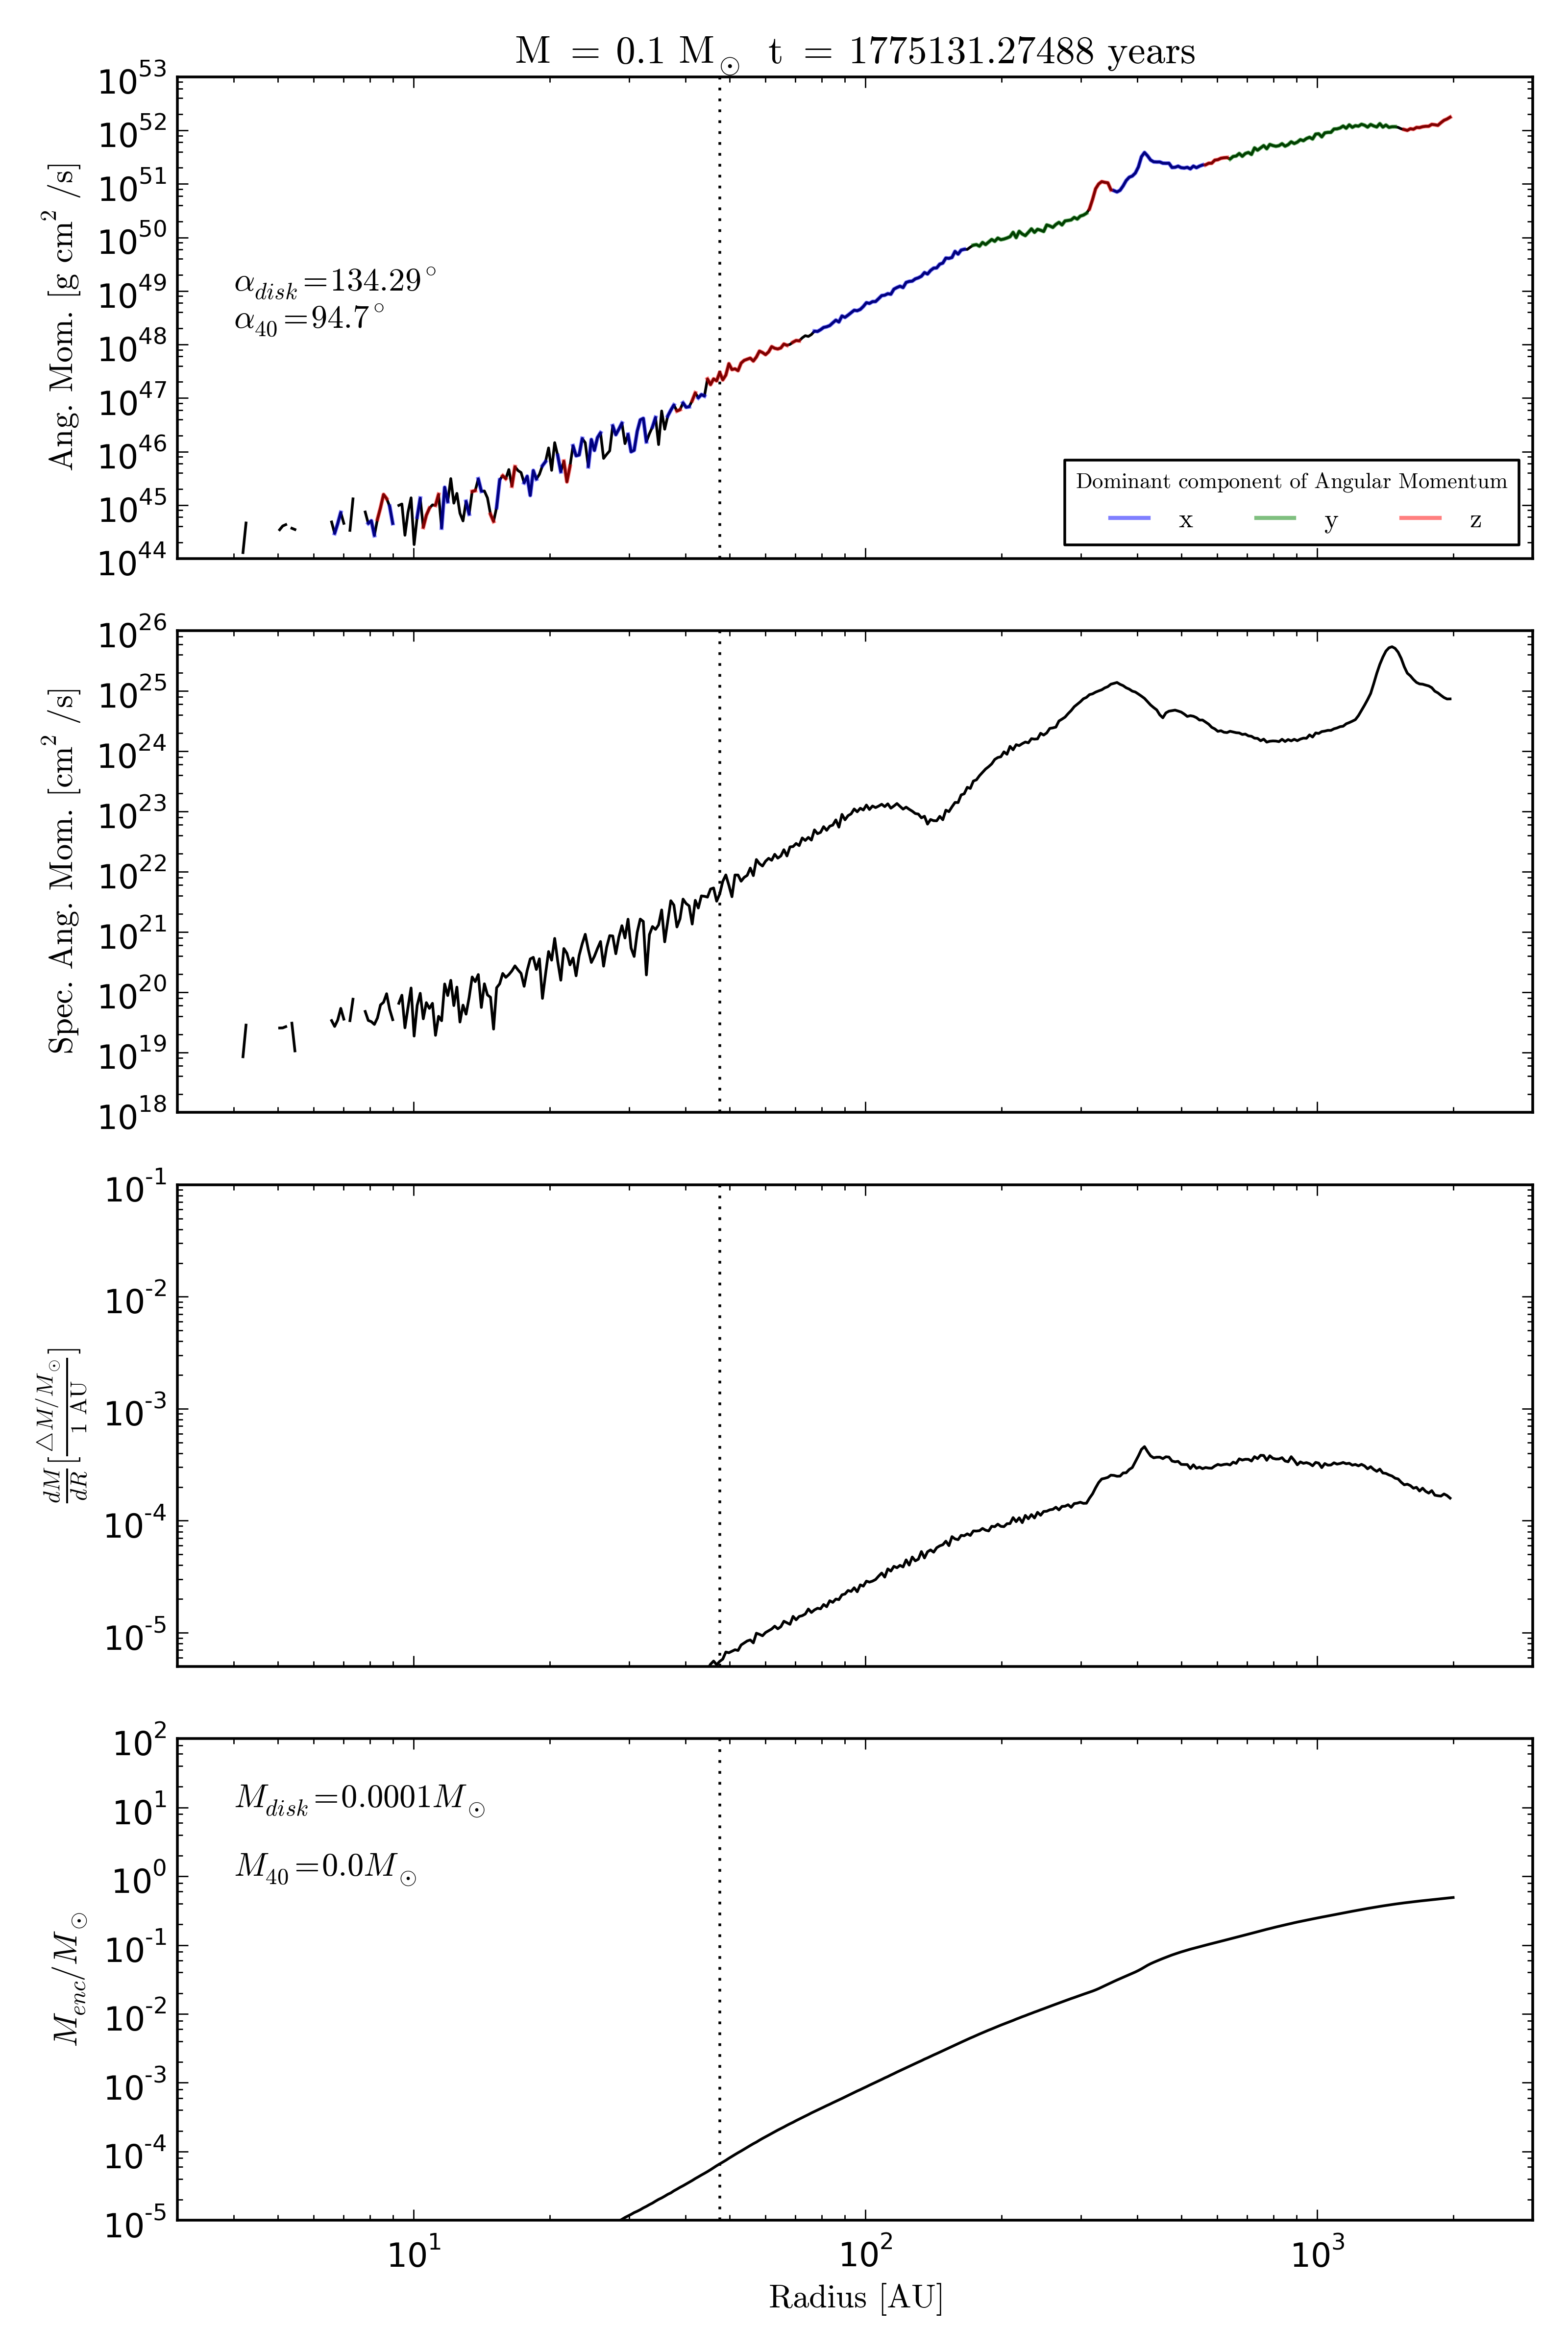 M = 0.1 M⊙ t = 1775131.27488 years
10^53
10^52
10^51
10^50
10^49
10^48
10^47
10^46
10^45
10^44
Ang. Mom. [g cm^2 /s]
α_disk=134.29°
α_40=94.7°
Dominant component of Angular Momentum
x y z
10^26
10^25
10^24
10^23
10^22
10^21
10^20
10^19
10^18
Spec. Ang. Mom. [cm^2 /s]
10^-1
10^-2
10^-3
10^-4
10^-5
dM/dR [△M/M⊙ / 1 AU]
10^2
10^1
10^0
10^-1
10^-2
10^-3
10^-4
10^-5
M_enc/M⊙
M_disk=0.0001M⊙
M_40=0.0M⊙
10^1 10^2 10^3
Radius [AU]